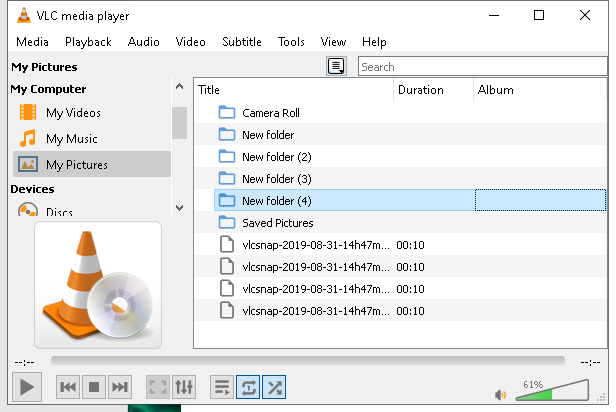 VLC media player
Media Playback Audio Video Subtitle Tools View Help
My Pictures
Search
My Computer
My Videos
My Music
My Pictures
Devices
Discs
Title Duration Album
Camera Roll
New folder
New folder (2)
New folder (3)
New folder (4)
Saved Pictures
vlcsnap-2019-08-31-14h47m... 00:10
vlcsnap-2019-08-31-14h47m... 00:10
vlcsnap-2019-08-31-14h47m... 00:10
vlcsnap-2019-08-31-14h47m... 00:10
--:-- --:--
61%